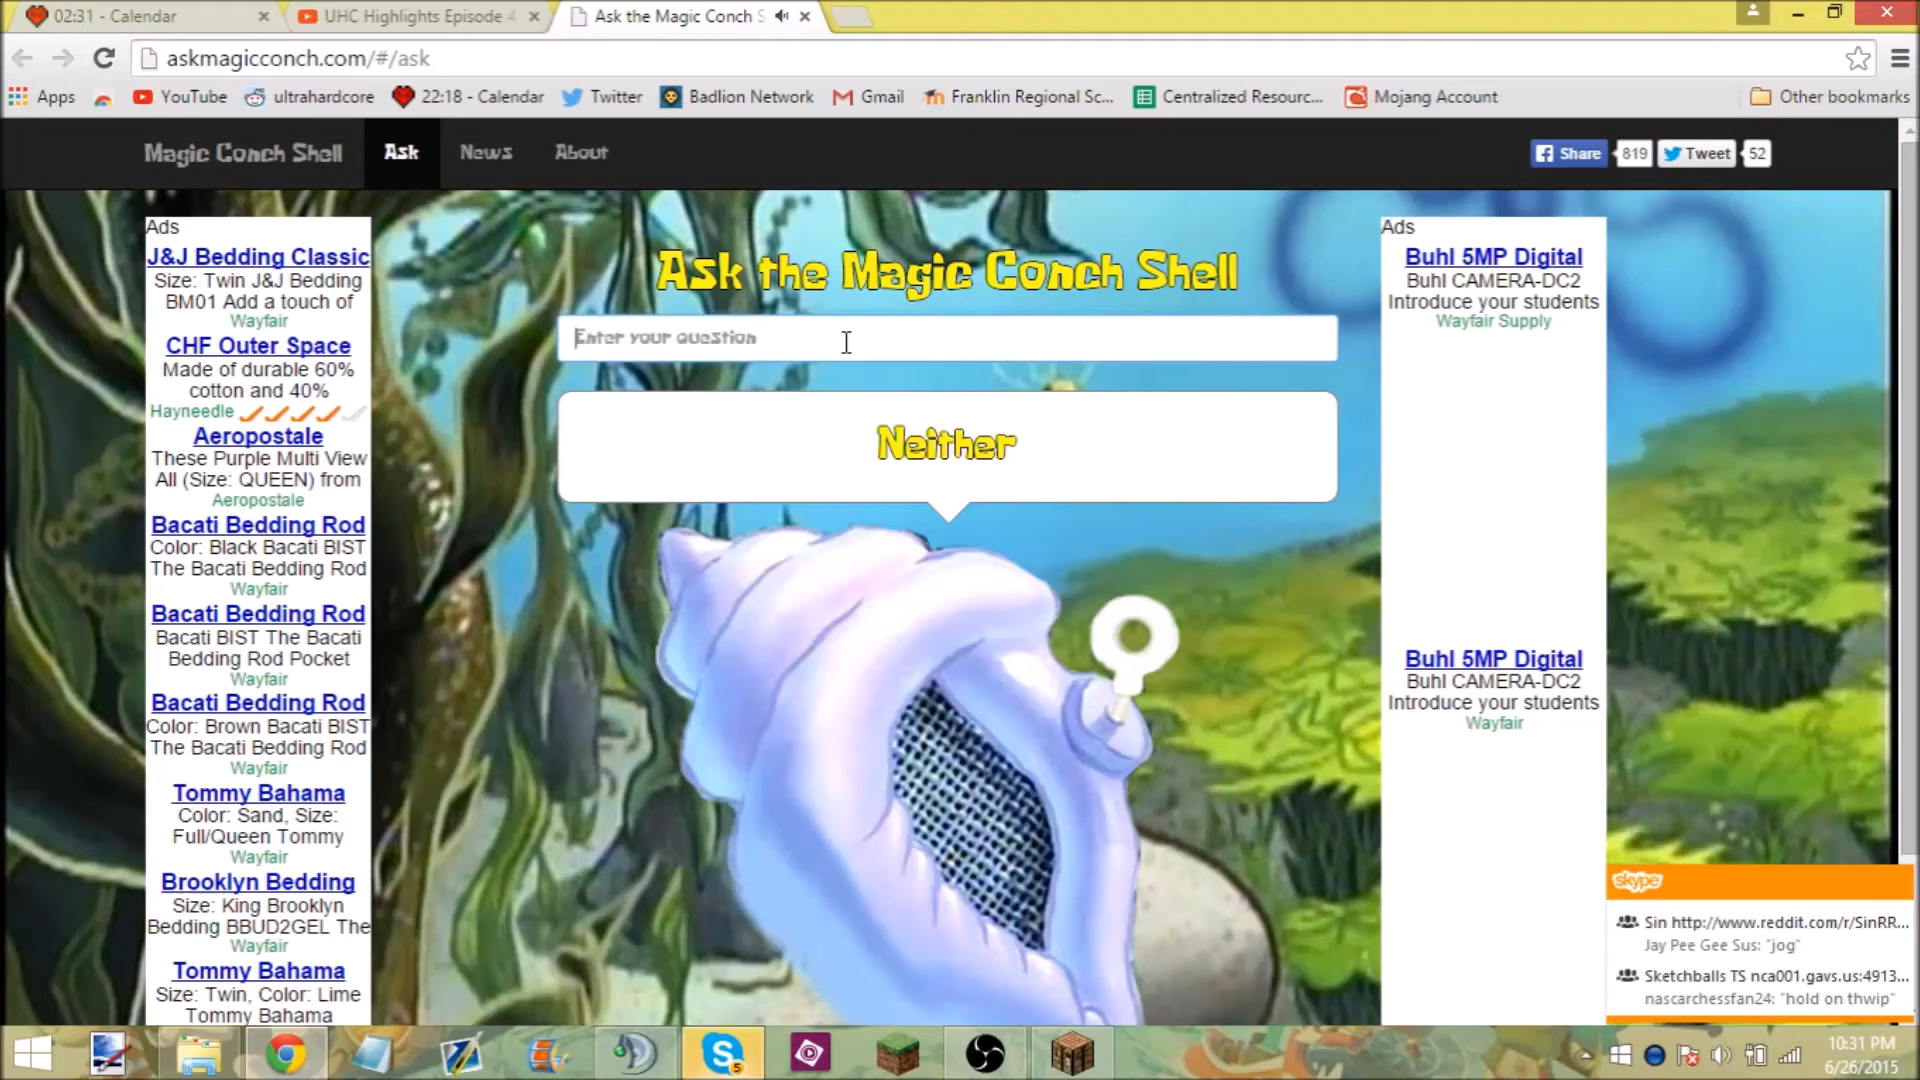 02:31 - Calendar
UHC Highlights Episode 4
Ask the Magic Conch S
askmagicconch.com/#/ask
Apps
YouTube
ultrahardcore
22:18 - Calendar
Twitter
Badlion Network
Gmail
Franklin Regional Sc...
Centralized Resourc...
Mojang Account
Other bookmarks
Magic Conch Shell
Ask
News
About
Share
819
Tweet
52
Ads
J&J Bedding Classic
Size: Twin J&J Bedding
BM01 Add a touch of
Wayfair
CHF Outer Space
Made of durable 60%
cotton and 40%
Hayneedle
Aeropostale
These Purple Multi View
All (Size: QUEEN) from
Aeropostale
Bacati Bedding Rod
Color: Black Bacati BIST
The Bacati Bedding Rod
Wayfair
Bacati Bedding Rod
Bacati BIST The Bacati
Bedding Rod Pocket
Wayfair
Bacati Bedding Rod
Color: Brown Bacati BIST
The Bacati Bedding Rod
Wayfair
Tommy Bahama
Color: Sand, Size:
Full/Queen Tommy
Wayfair
Brooklyn Bedding
Size: King Brooklyn
Bedding BBUD2GEL The
Wayfair
Tommy Bahama
Size: Twin, Color: Lime
Tommy Bahama
Ask the Magic Conch Shell
Enter your question
Neither
Ads
Buhl 5MP Digital
Buhl CAMERA-DC2
Introduce your students
Wayfair Supply
Buhl 5MP Digital
Buhl CAMERA-DC2
Introduce your students
Wayfair
skype
Sin http://www.reddit.com/r/SinRR...
Jay Pee Gee Sus: "jog"
Sketchballs TS nca001.gavs.us:4913...
nascarchessfan24: "hold on thwip"
5
10:31 PM
6/26/2015